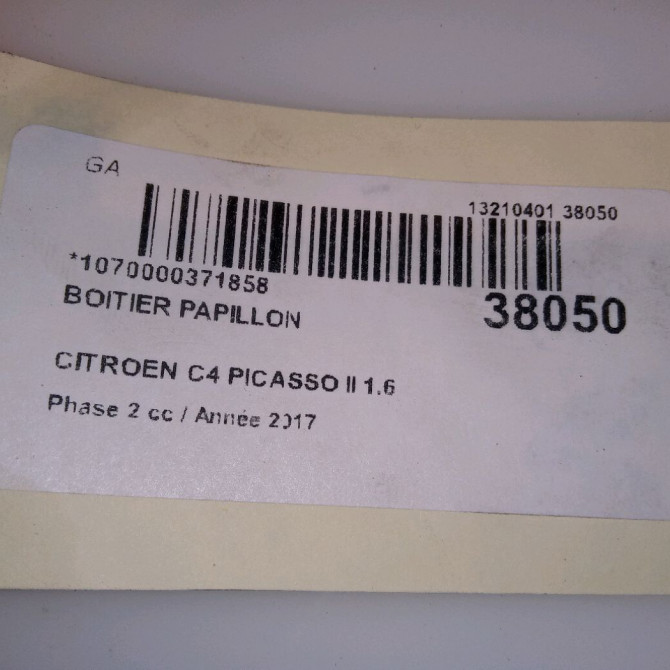 GA
13210401 38050
*1070000371858
38050
BOITIER PAPILLON
CITROEN C4 PICASSO II 1.6
Phase 2 cc / Année 2017